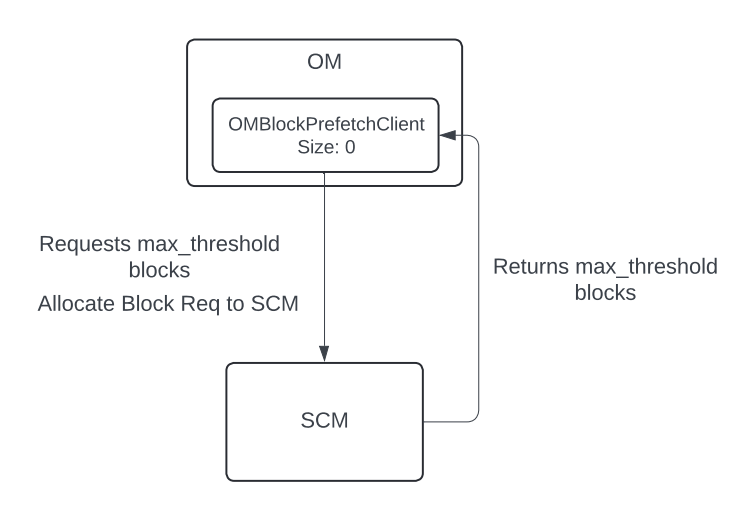 OM
OMBlockPrefetchClient
Size: 0
Requests max_threshold
blocks
Allocate Block Req to SCM
Returns max_threshold
blocks
SCM